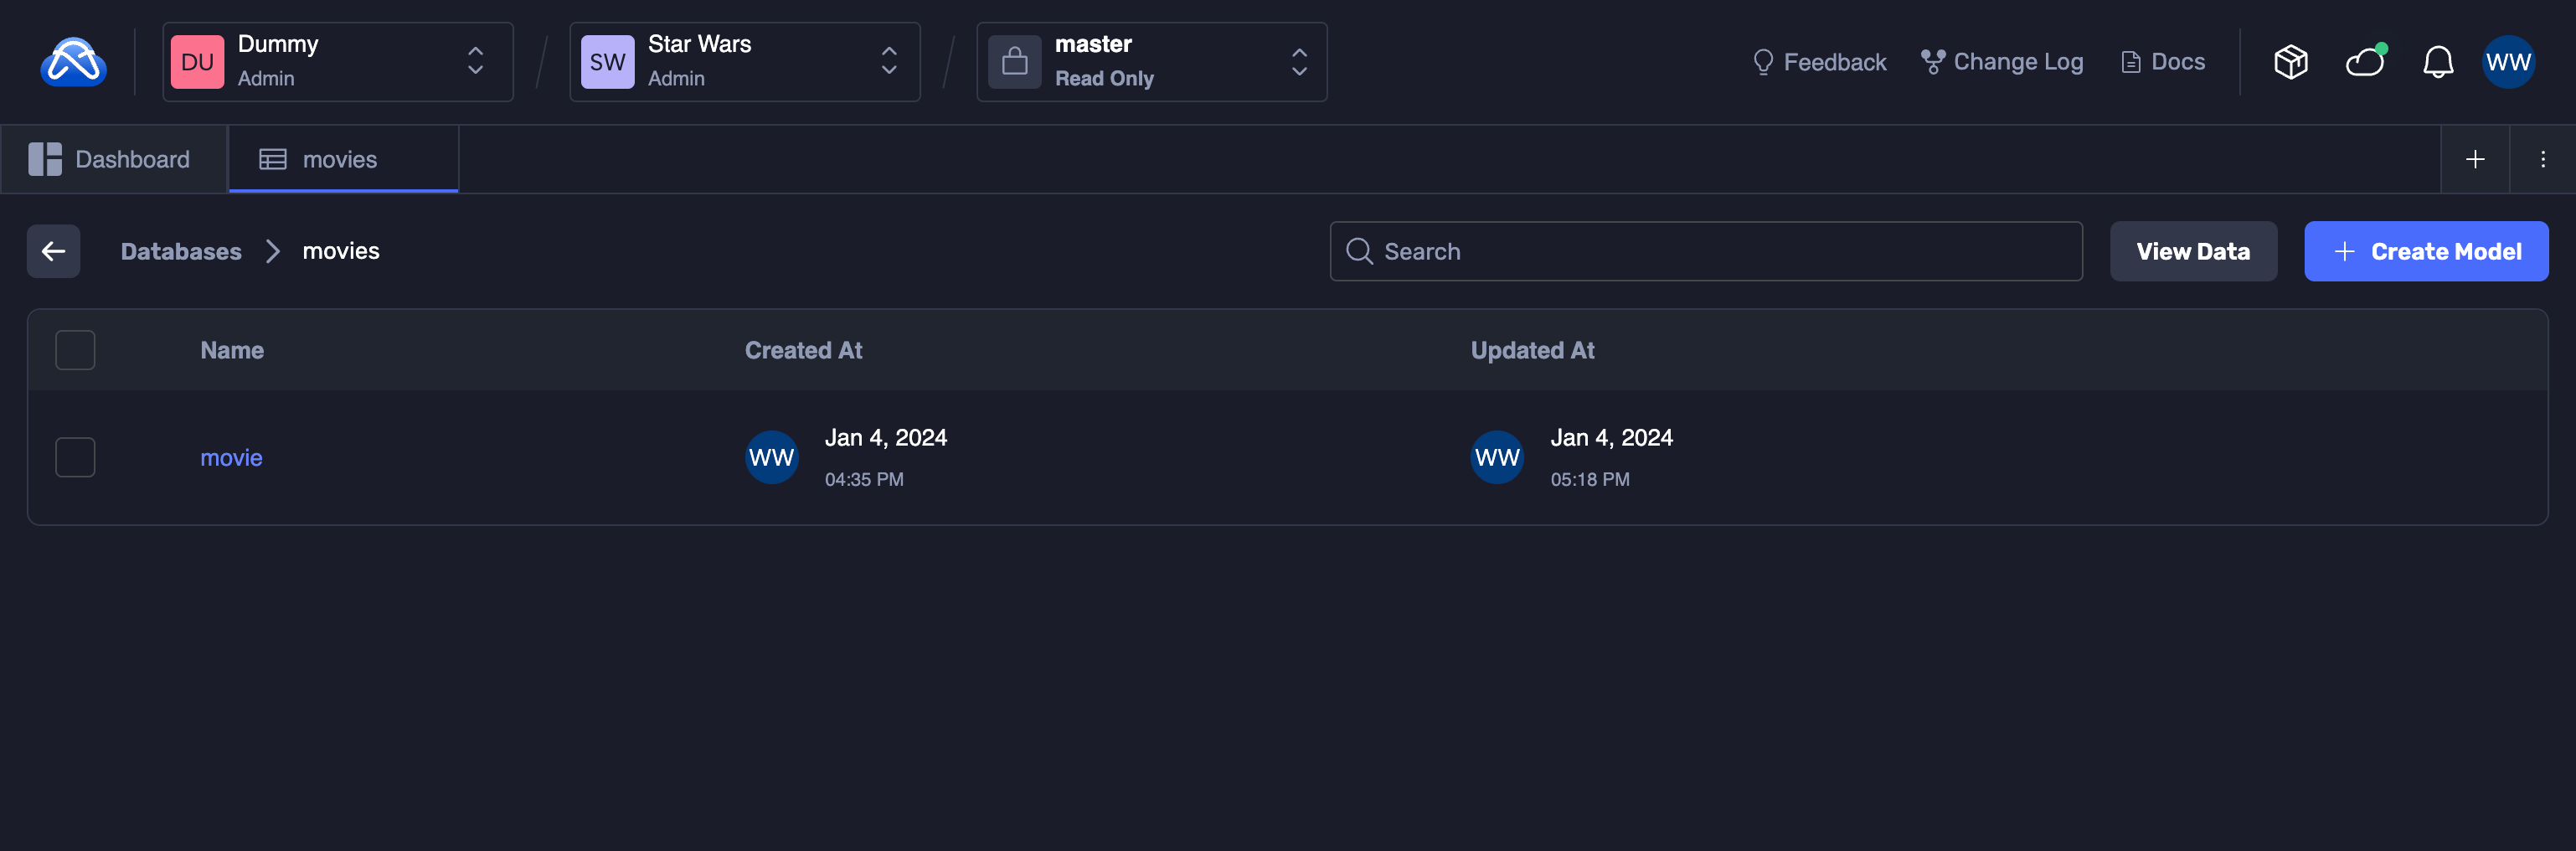 DU
Dummy
Admin
SW
Star Wars
Admin
master
Read Only
Feedback
Change Log
Docs
WW
Dashboard
movies
Databases
movies
Search
View Data
Create Model
Name
Created At
Updated At
movie
WW
Jan 4, 2024
04:35 PM
WW
Jan 4, 2024
05:18 PM